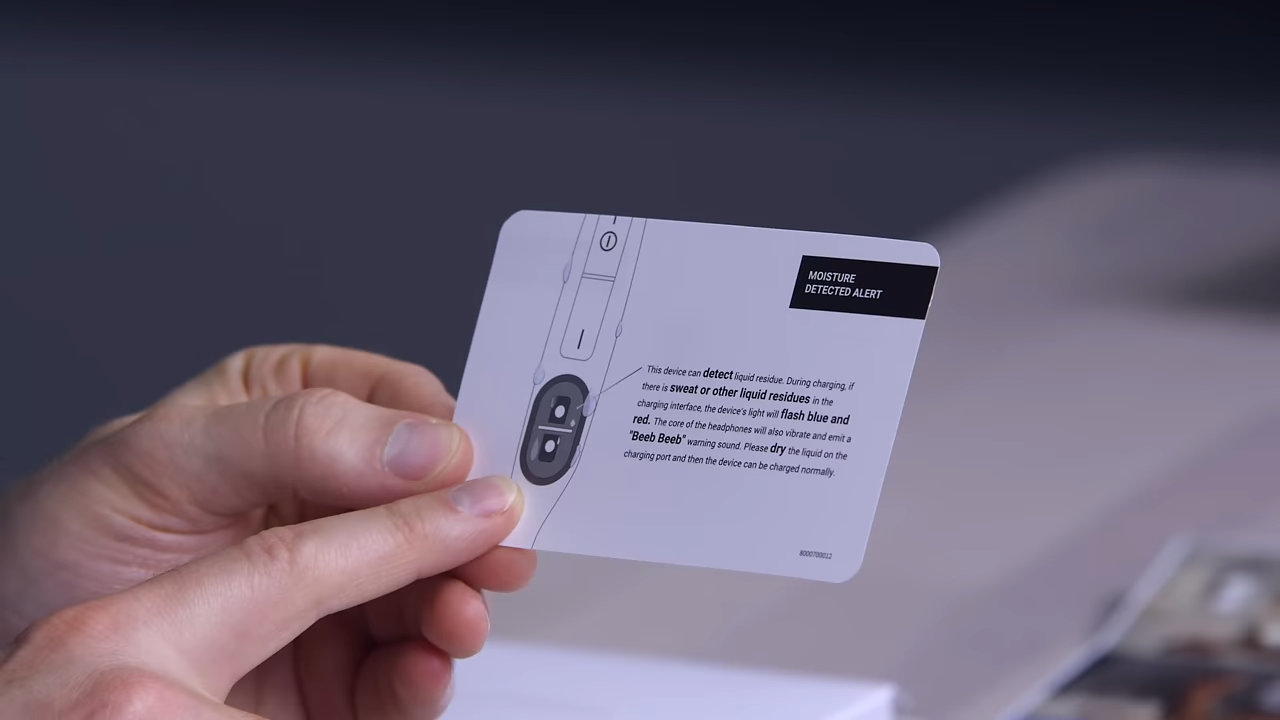 MOISTURE
DETECTED ALERT
This device can detect liquid residue. During charging, if
there is sweat or other liquid residues in the
charging interface, the device's light will flash blue and
red. The core of the headphones will also vibrate and emit a
"Beeb Beeb" warning sound. Please dry the liquid on the
charging port and then the device can be charged normally.
8000700012